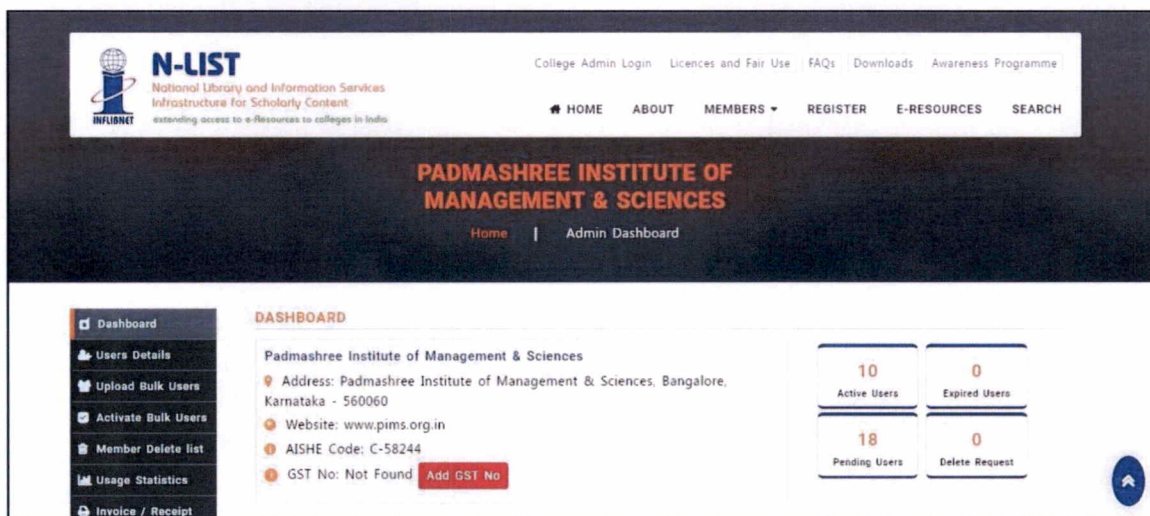 N-LIST
National Library and Information Services
Infrastructure for Scholarly Content
extending access to e-Resources to colleges in India
INFLIBNET
College Admin Login Licences and Fair Use FAQs Downloads Awareness Programme
HOME ABOUT MEMBERS REGISTER E-RESOURCES SEARCH
PADMASHREE INSTITUTE OF
MANAGEMENT & SCIENCES
Home | Admin Dashboard
Dashboard
Users Details
Upload Bulk Users
Activate Bulk Users
Member Delete list
Usage Statistics
Invoice / Receipt
DASHBOARD
Padmashree Institute of Management & Sciences
Address: Padmashree Institute of Management & Sciences, Bangalore,
Karnataka - 560060
Website: www.pims.org.in
AISHE Code: C-58244
GST No: Not Found Add GST No
10
Active Users
0
Expired Users
18
Pending Users
0
Delete Request